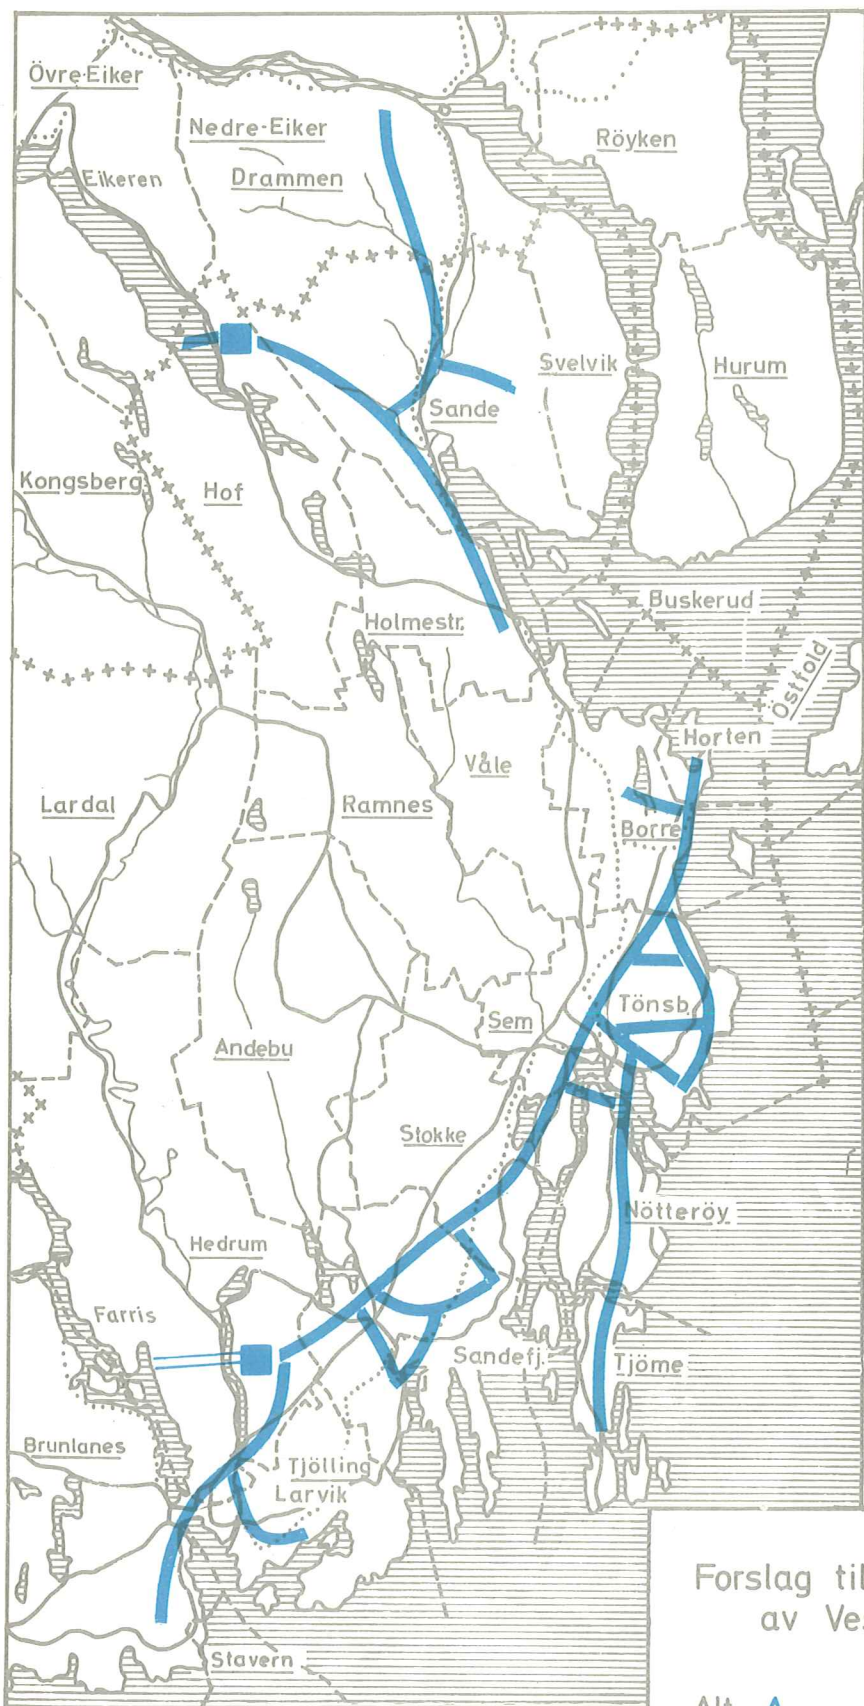 Övre-Eiker
Nedre-Eiker
Röyken
Eikeren
Drammen
Svelvik
Hurum
Sande
Kongsberg
Hof
Buskerud
Holmestr.
Östfold
Horten
Våle
Lardal
Ramnes
Borre
Tönsb.
Sem
Andebu
Stokke
Nötteröy
Hedrum
Farris
Sandefj.
Tjöme
Brunlanes
Tjölling
Larvik
Forslag til
av Ve
Stavern
Alt. A